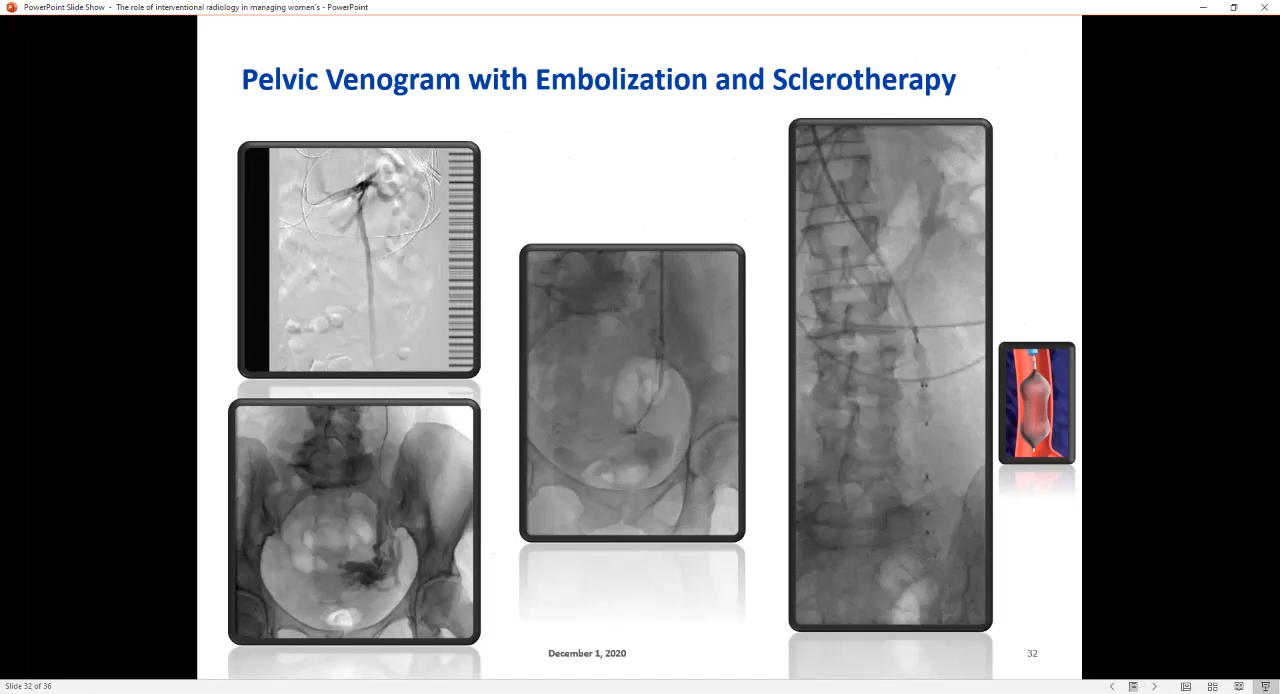 PowerPoint Slide Show - The role of interventional radiology in managing women's - PowerPoint
Pelvic Venogram with Embolization and Sclerotherapy
December 1, 2020
32
Slide 32 of 36